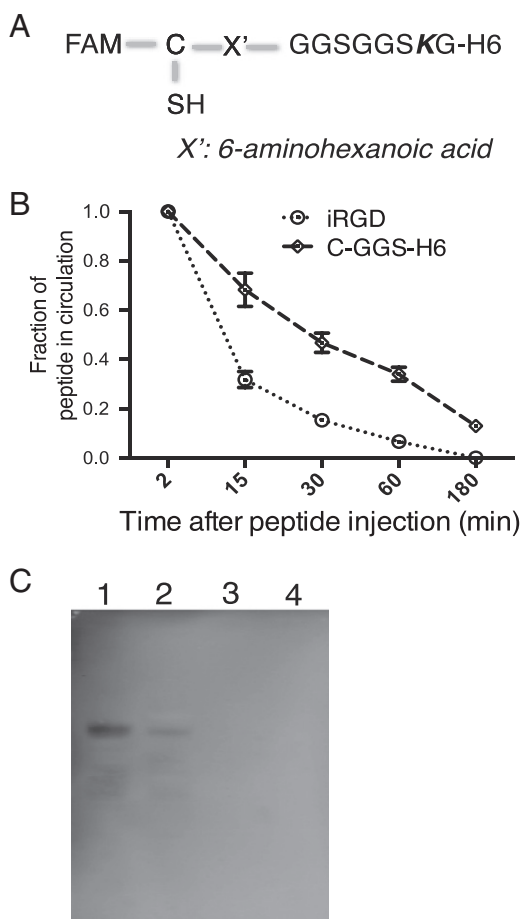 A
FAM C X' GGSGGSKG-H6
SH
X': 6-aminohexanoic acid
B
Fraction of
peptide in circulation
1.0
0.8
0.6
0.4
0.2
0.0
iRGD
C-GGS-H6
2 15 30 60 180
Time after peptide injection (min)
C
1 2 3 4